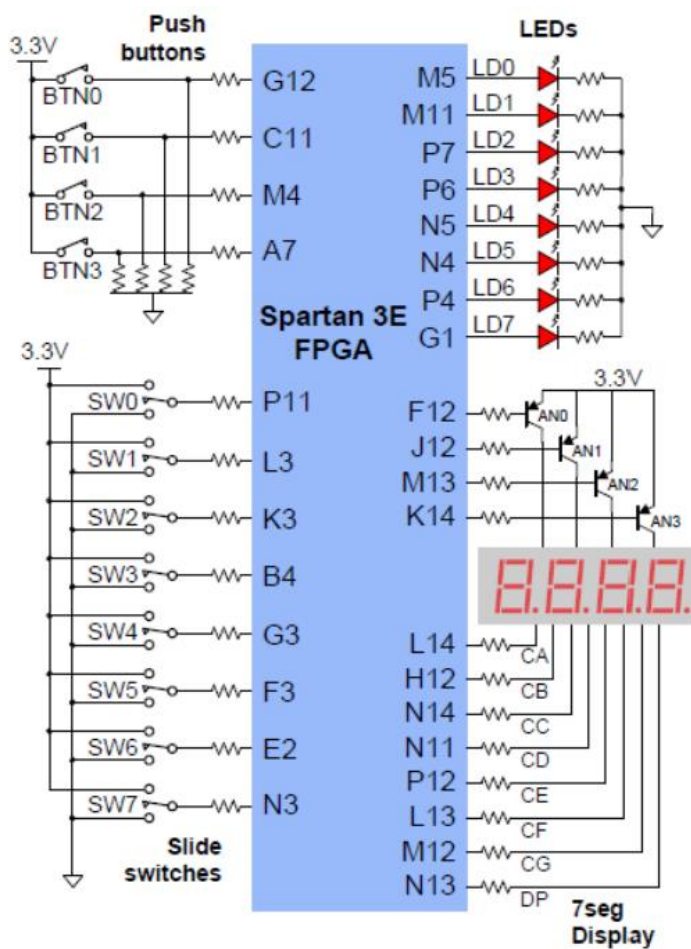 Push
buttons
LEDs
3.3V
BTN0
G12
BTN1
C11
BTN2
M4
BTN3
A7
M5 LD0
M11 LD1
P7 LD2
P6 LD3
N5 LD4
N4 LD5
P4 LD6
G1 LD7
Spartan 3E
FPGA
3.3V
SW0 P11
SW1 L3
SW2 K3
SW3 B4
SW4 G3
SW5 F3
SW6 E2
SW7 N3
Slide
switches
3.3V
F12 AN0
J12 AN1
M13 AN2
K14 AN3
8.8.8.8.
L14 CA
H12 CB
N14 CC
N11 CD
P12 CE
L13 CF
M12 CG
N13 DP
7seg
Display